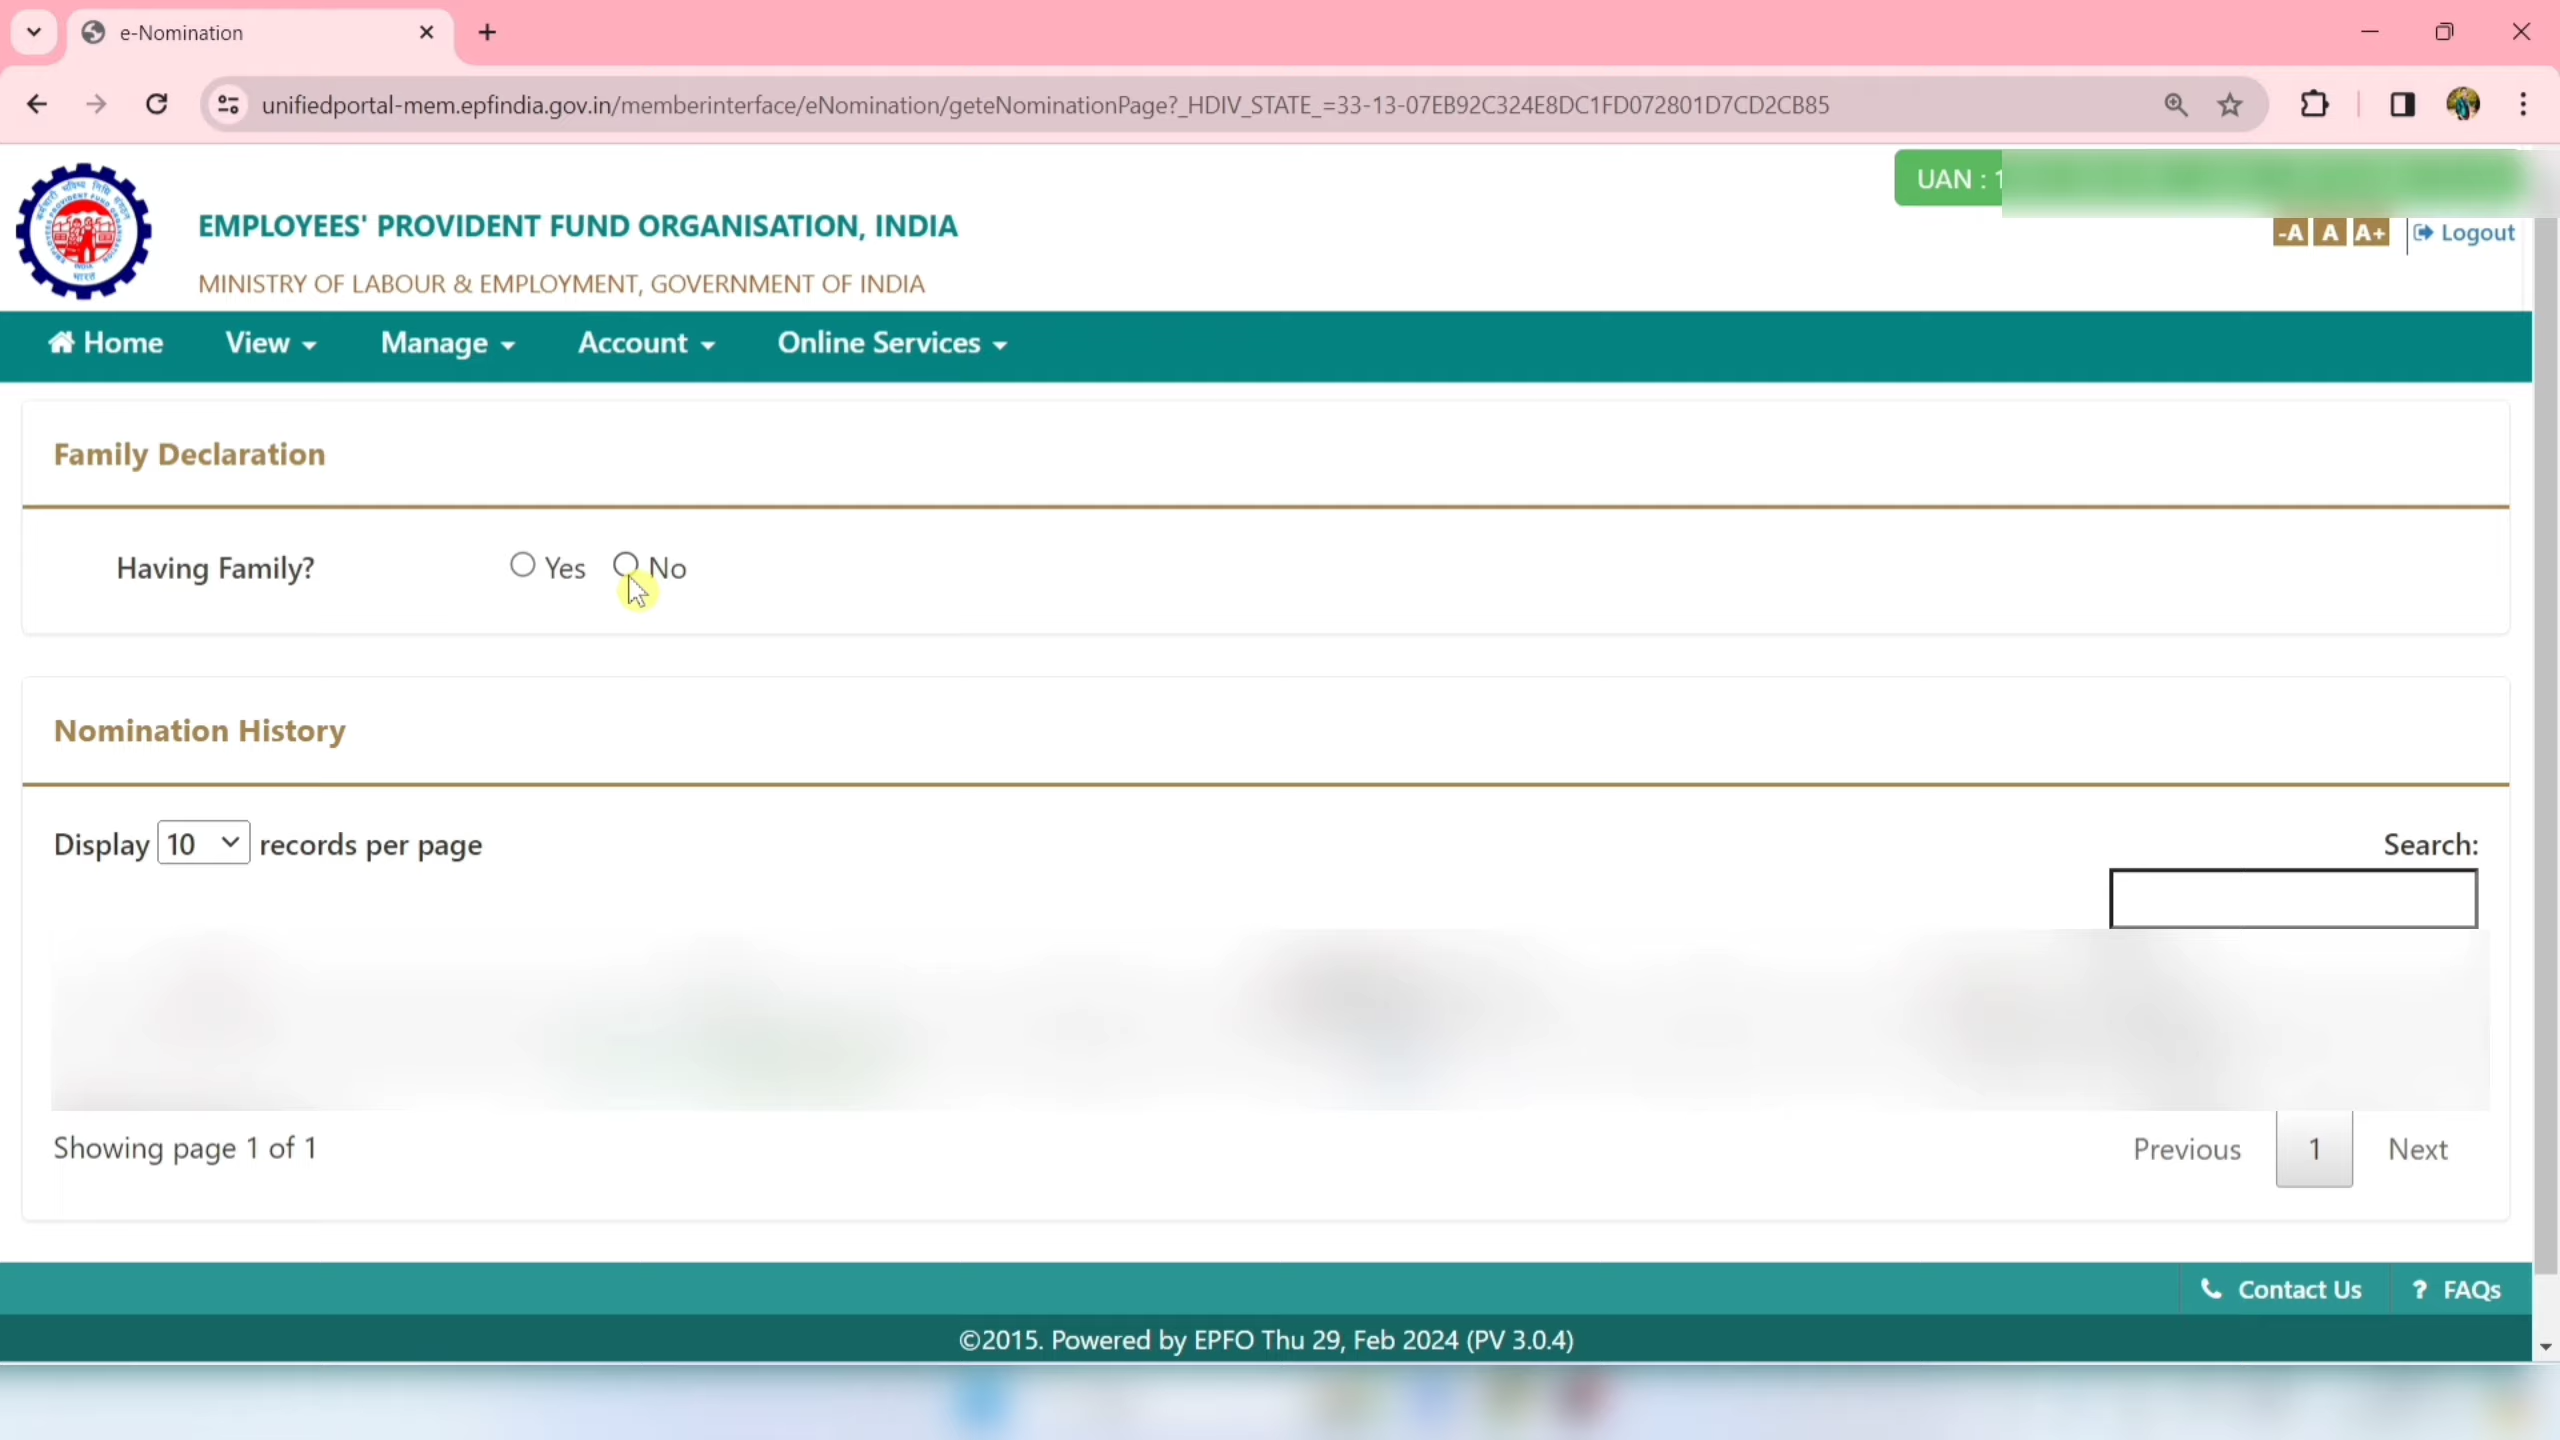 e-Nomination
unifiedportal-mem.epfindia.gov.in/memberinterface/eNomination/geteNominationPage?_HDIV_STATE_=33-13-07EB92C324E8DC1FD072801D7CD2CB85
UAN : 1
EMPLOYEES' PROVIDENT FUND ORGANISATION, INDIA
-A A A+ Logout
MINISTRY OF LABOUR & EMPLOYMENT, GOVERNMENT OF INDIA
Home View Manage Account Online Services
Family Declaration
Having Family? Yes No
Nomination History
Display 10 records per page Search:
Showing page 1 of 1 Previous 1 Next
Contact Us ? FAQs
©2015. Powered by EPFO Thu 29, Feb 2024 (PV 3.0.4)